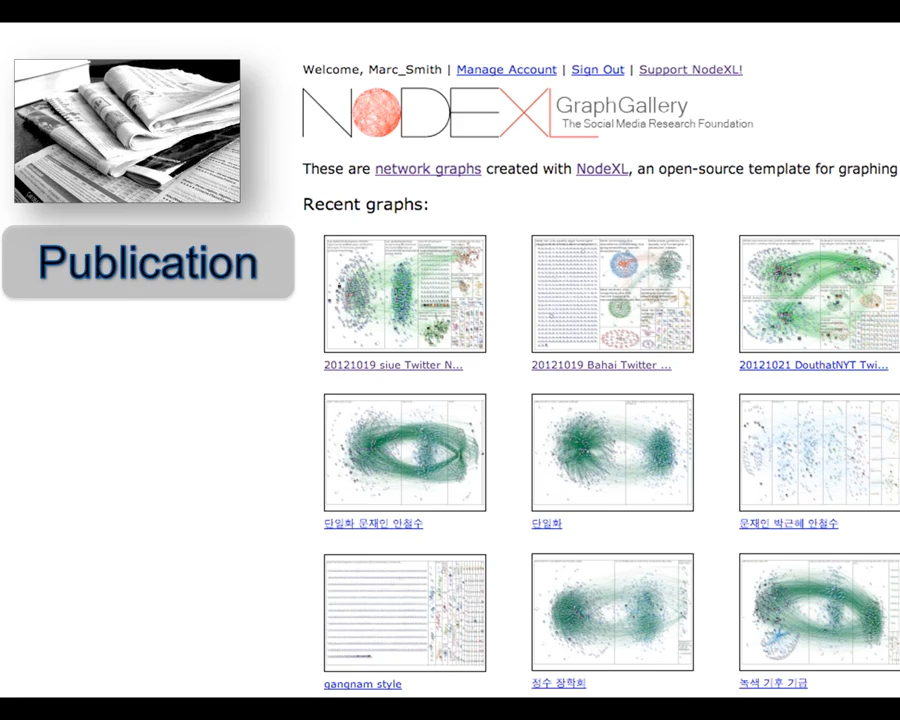 Welcome, Marc_Smith | Manage Account | Sign Out | Support NodeXL!
NODEXL GraphGallery
The Social Media Research Foundation
These are network graphs created with NodeXL, an open-source template for graphing
Recent graphs:
Publication
20121019 siue Twitter N...
20121019 Bahai Twitter ...
20121021 DouthatNYT Twi...
단일화 문재인 안철수
단일화
문재인 박근혜 안철수
gangnam style
정수 장학회
녹색 기후 기금